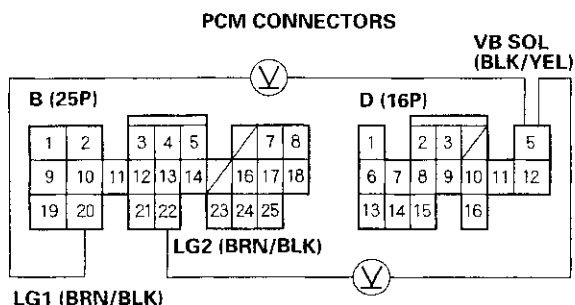 PCM CONNECTORS
VB SOL
(BLK/YEL)
V
B (25P)
D (16P)
1 2 3 4 5 7 8
1 2 3 5
9 10 11 12 13 14 16 17 18
6 7 8 9 10 11 12
19 20 21 22 23 24 25
13 14 15 16
LG2 (BRN/BLK)
V
LG1 (BRN/BLK)